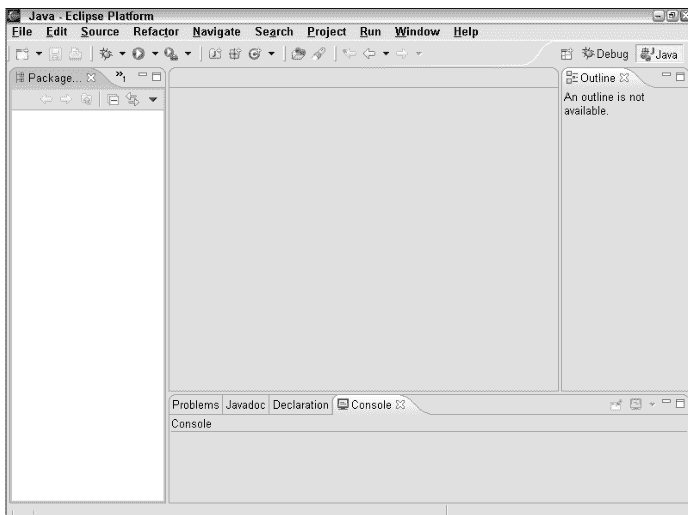 Java - Eclipse Platform
File Edit Source Refactor Navigate Search Project Run Window Help
Debug Java
Package... »1
Outline
An outline is not
available.
Problems Javadoc Declaration Console
Console